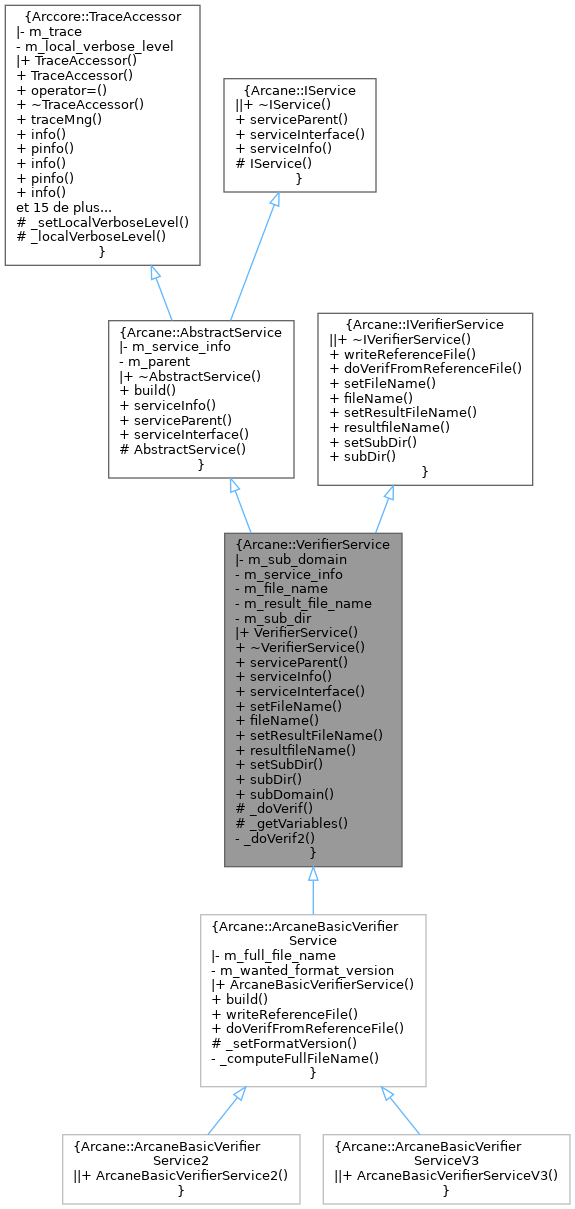 {Arccore::TraceAccessor
|- m_trace
- m_local_verbose_level
|+ TraceAccessor()
+ TraceAccessor()
+ operator=()
+ ~TraceAccessor()
+ traceMng()
+ info()
+ pinfo()
+ info()
+ pinfo()
+ info()
et 15 de plus...
# _setLocalVerboseLevel()
# _localVerboseLevel()
}
{Arcane::IService
||+ ~IService()
+ serviceParent()
+ serviceInterface()
+ serviceInfo()
# IService()
}
{Arcane::AbstractService
|- m_service_info
- m_parent
|+ ~AbstractService()
+ build()
+ serviceInfo()
+ serviceParent()
+ serviceInterface()
# AbstractService()
}
{Arcane::IVerifierService
||+ ~IVerifierService()
+ writeReferenceFile()
+ doVerifFromReferenceFile()
+ setFileName()
+ fileName()
+ setResultFileName()
+ resultfileName()
+ setSubDir()
+ subDir()
}
{Arcane::VerifierService
|- m_sub_domain
- m_service_info
- m_file_name
- m_result_file_name
- m_sub_dir
|+ VerifierService()
+ ~VerifierService()
+ serviceParent()
+ serviceInfo()
+ serviceInterface()
+ setFileName()
+ fileName()
+ setResultFileName()
+ resultfileName()
+ setSubDir()
+ subDir()
+ subDomain()
# _doVerif()
# _getVariables()
- _doVerif2()
}
{Arcane::ArcaneBasicVerifier
Service
|- m_full_file_name
- m_wanted_format_version
|+ ArcaneBasicVerifierService()
+ build()
+ writeReferenceFile()
+ doVerifFromReferenceFile()
# _setFormatVersion()
- _computeFullFileName()
}
{Arcane::ArcaneBasicVerifier
Service2
||+ ArcaneBasicVerifierService2()
}
{Arcane::ArcaneBasicVerifier
ServiceV3
||+ ArcaneBasicVerifierServiceV3()
}